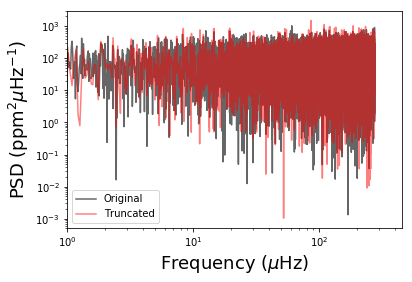 PSD (ppm²μHz⁻¹)
10³
10²
10¹
10⁰
10⁻¹
10⁻²
10⁻³
Original
Truncated
10⁰ 10¹ 10²
Frequency (μHz)